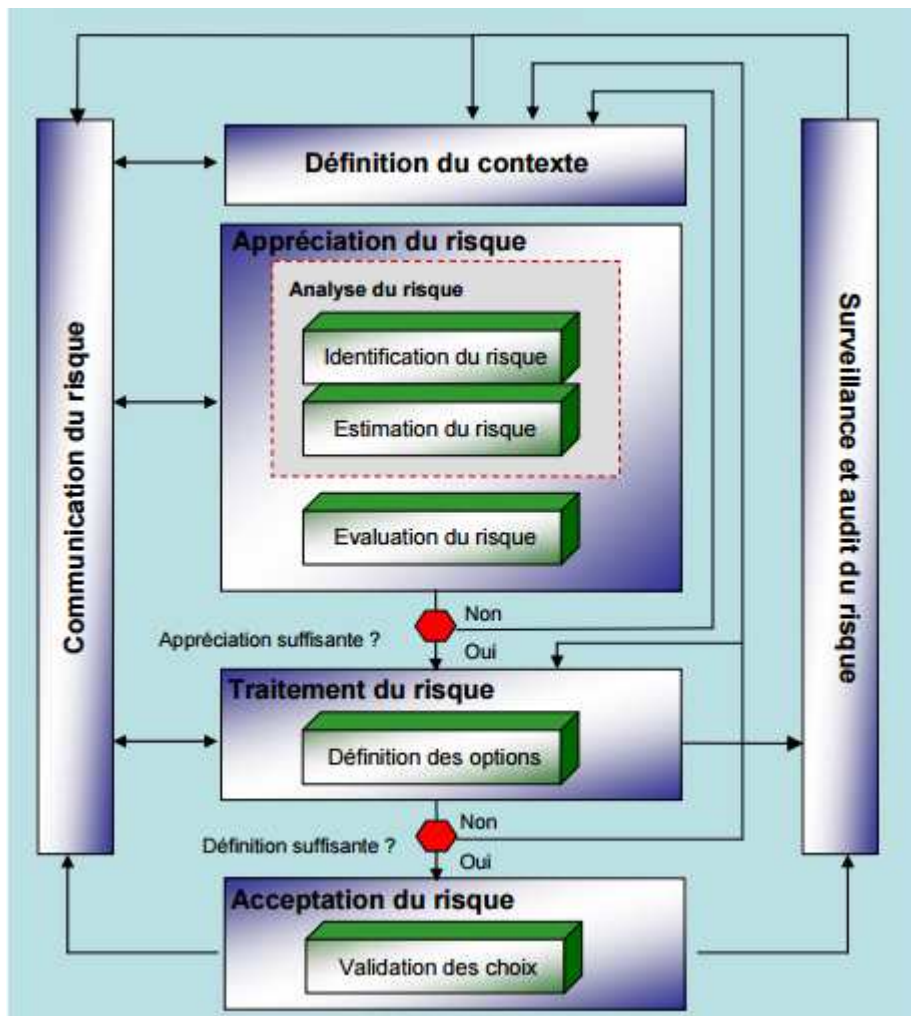 Définition du contexte
Appréciation du risque
Analyse du risque
Identification du risque
Estimation du risque
Evaluation du risque
Non
Appréciation suffisante ?
Oui
Traitement du risque
Définition des options
Non
Définition suffisante ?
Oui
Acceptation du risque
Validation des choix
Communication du risque
Surveillance et audit du risque